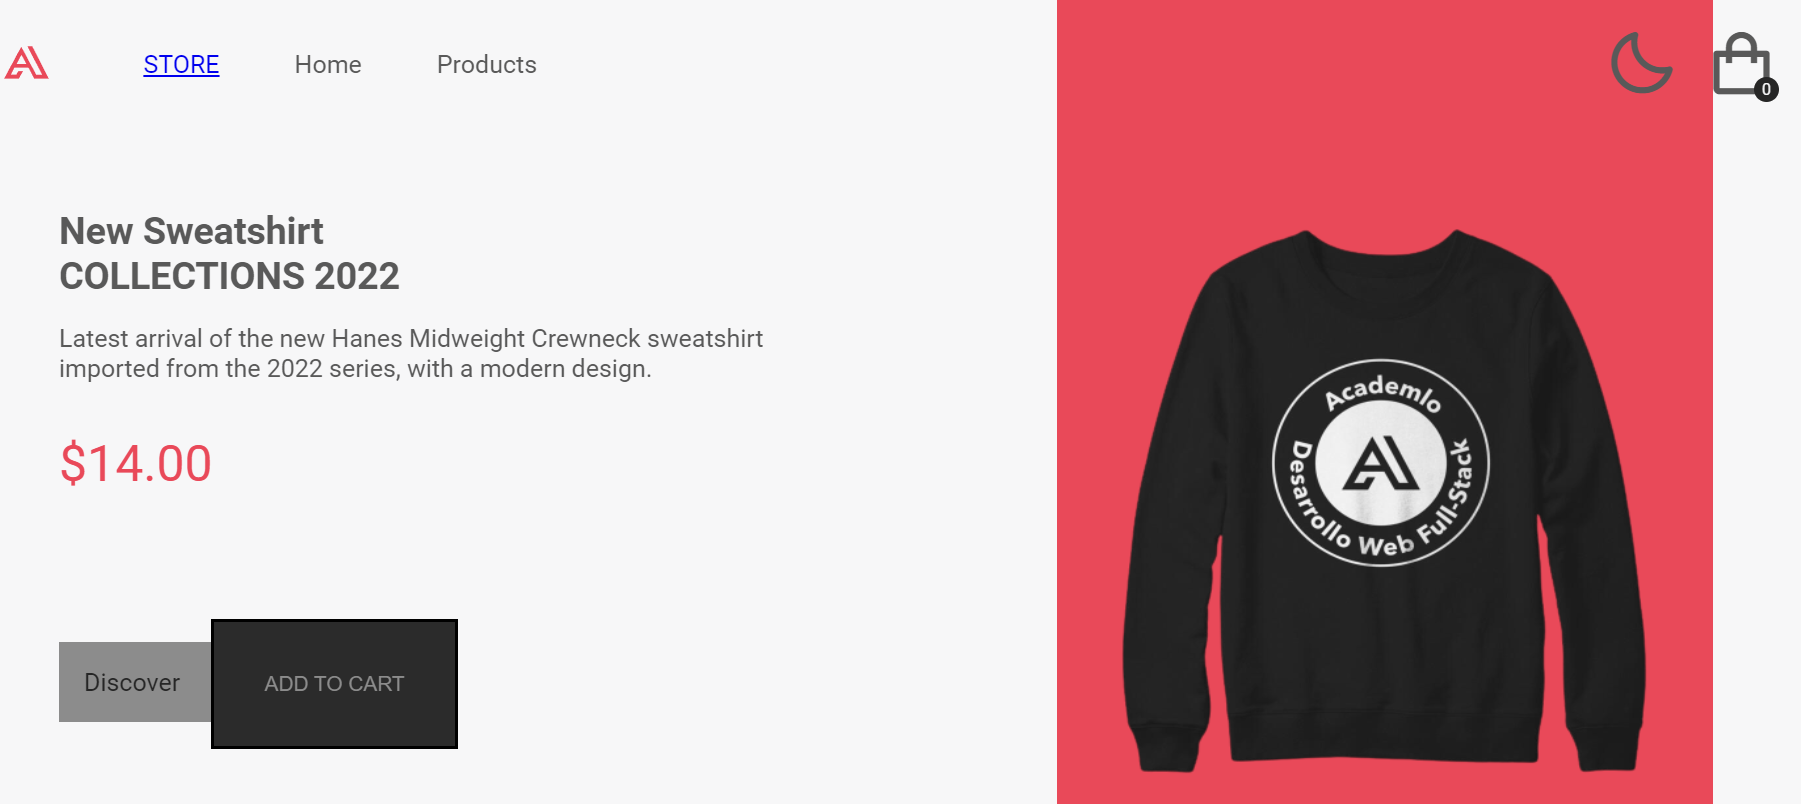 STORE Home Products
0
New Sweatshirt
COLLECTIONS 2022
Latest arrival of the new Hanes Midweight Crewneck sweatshirt
imported from the 2022 series, with a modern design.
$14.00
Discover
ADD TO CART
Academlo
Desarrollo Web Full-Stack